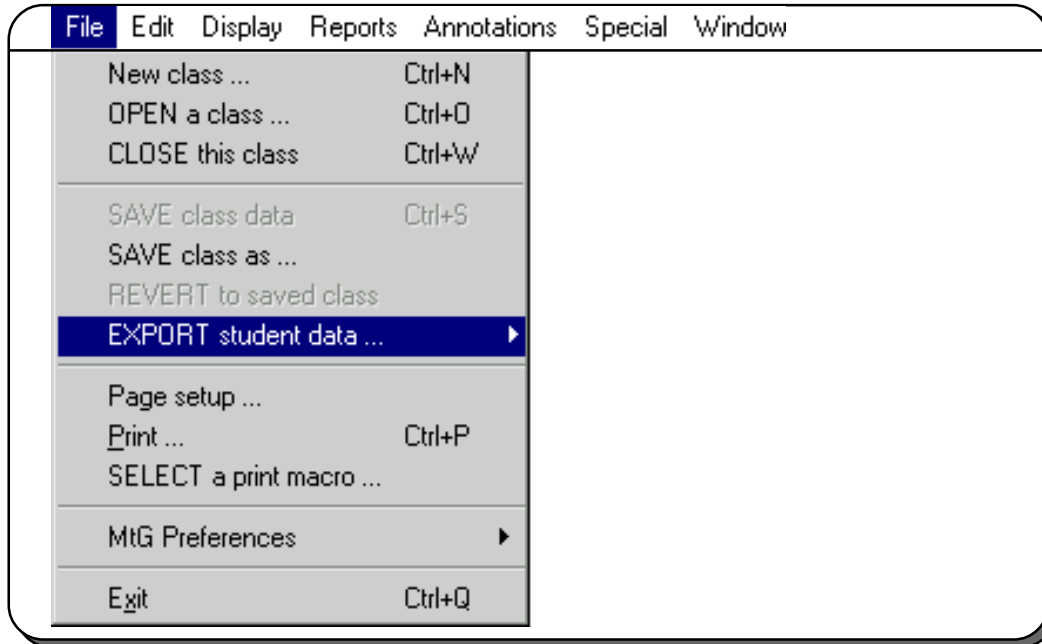 File Edit Display Reports Annotations Special Window
New class ... Ctrl+N
OPEN a class ... Ctrl+O
CLOSE this class Ctrl+W
SAVE class data Ctrl+S
SAVE class as ...
REVERT to saved class
EXPORT student data ...
Page setup ...
Print ... Ctrl+P
SELECT a print macro ...
MtG Preferences
Exit Ctrl+Q